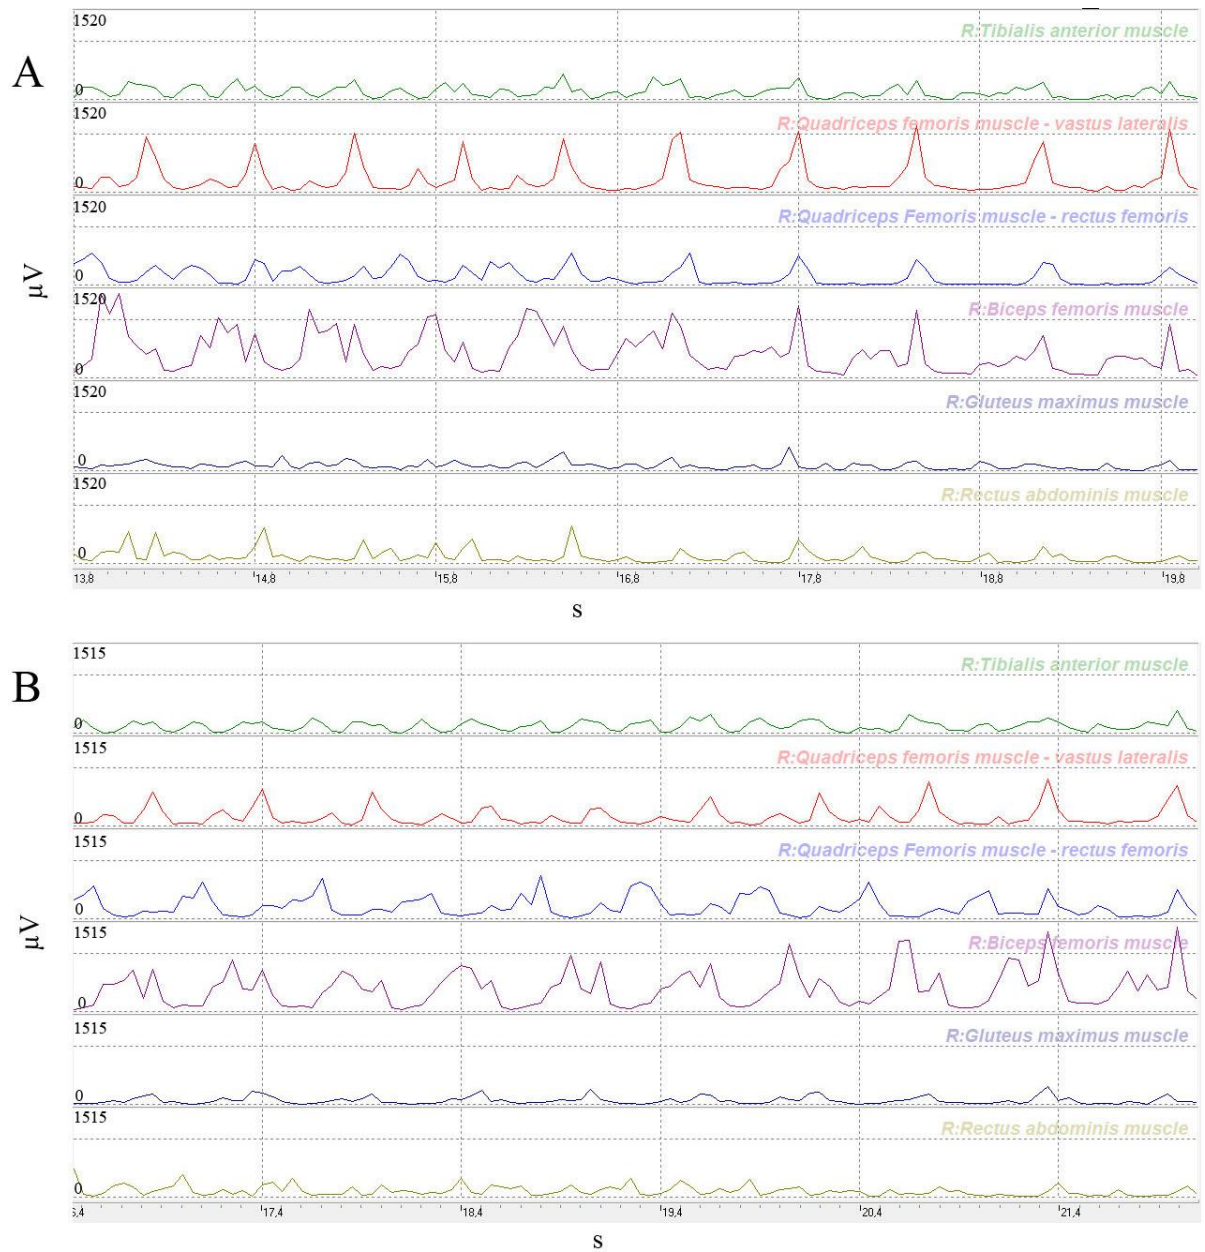 1520
R:Tibialis anterior muscle
A
0
1520
R:Quadriceps femoris muscle - vastus lateralis
0
1520
R:Quadriceps Femoris muscle - rectus femoris
0
µV
1520
R:Biceps femoris muscle
0
1520
R:Gluteus maximus muscle
0
1520
R:Rectus abdominis muscle
0
13,8 14,8 15,8 16,8 17,8 18,8 19,8
s
1515
B
R:Tibialis anterior muscle
0
1515
R:Quadriceps femoris muscle - vastus lateralis
0
1515
R:Quadriceps Femoris muscle - rectus femoris
0
µV
1515
R:Biceps femoris muscle
0
1515
R:Gluteus maximus muscle
0
1515
R:Rectus abdominis muscle
0
,4 17,4 18,4 19,4 20,4 21,4
s